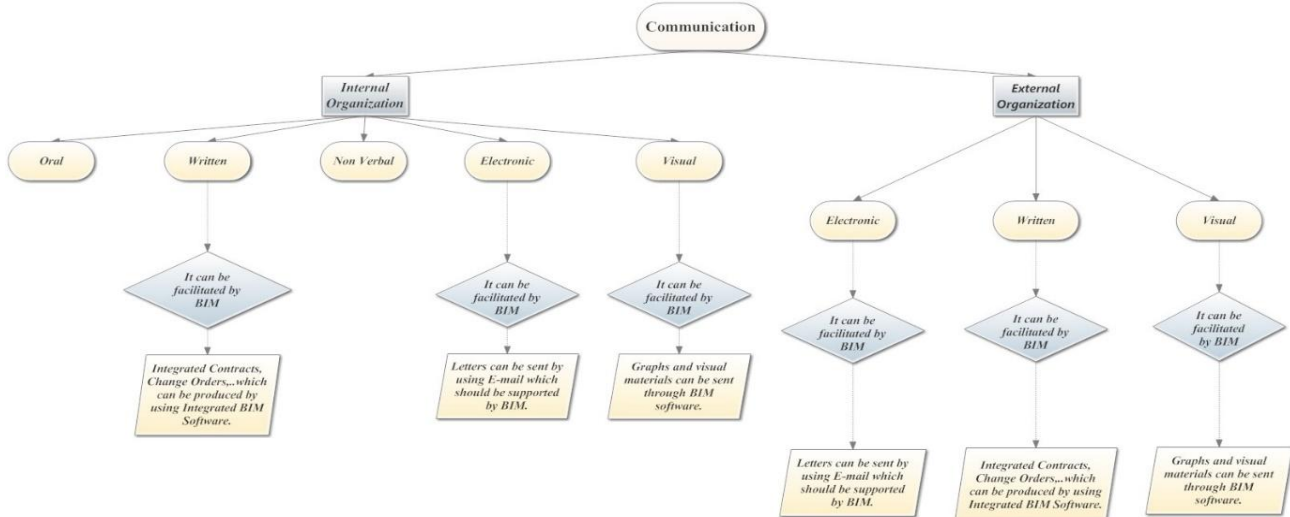 Communication
Internal
Organization
External
Organization
Oral
Written
Non Verbal
Electronic
Visual
Electronic
Written
Visual
It can be
facilitated by
BIM
It can be
facilitated by
BIM
It can be
facilitated by
BIM
It can be
facilitated by
BIM
It can be
facilitated by
BIM
It can be
facilitated
by BIM
Integrated Contracts,
Change Orders,..which
can be produced by
using Integrated BIM
Software.
Letters can be sent by
using E-mail which
should be supported
by BIM.
Graphs and visual
materials can be sent
through BIM
software.
Letters can be sent by
using E-mail which
should be supported
by BIM.
Integrated Contracts,
Change Orders,..which
can be produced by using
Integrated BIM Software.
Graphs and visual
materials can be sent
through BIM
software.